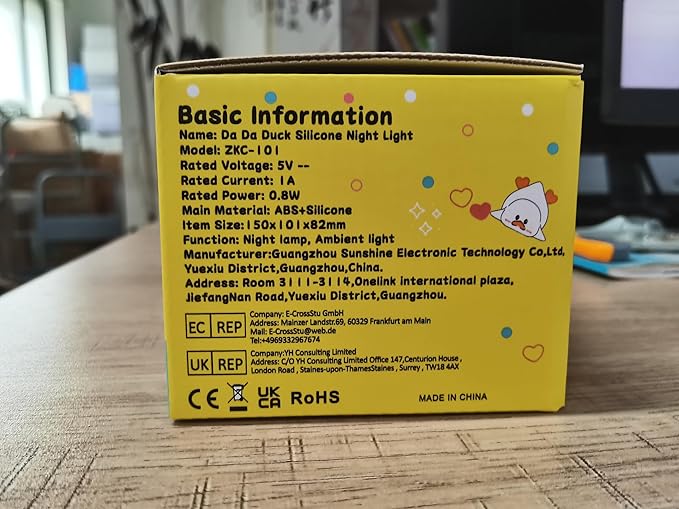 Basic Information
Name: Da Da Duck Silicone Night Light
Model: ZKC-101
Rated Voltage: 5V --
Rated Current: 1A
Rated Power: 0.8W
Main Material: ABS+Silicone
Item Size:150x101x82mm
Function: Night lamp, Ambient light
Manufacturer:Guangzhou Sunshine Electronic Technology Co,Ltd,
Yuexiu District,Guangzhou,China.
Address: Room 3111-3114,Onelink international plaza,
JiefangNan Road,Yuexiu District,Guangzhou.
EC REP
Company: E-CrossStu GmbH
Address: Mainzer Landstr.69, 60329 Frankfurt am Main
Mail: E-CrossStu@web.de
Tel:+4969332967674
UK REP
Company:YH Consulting Limited
Address: C/O YH Consulting Limited Office 147,Centurion House ,
London Road , Staines-upon-ThamesStaines , Surrey , TW18 4AX
CE UK CA RoHS
MADE IN CHINA